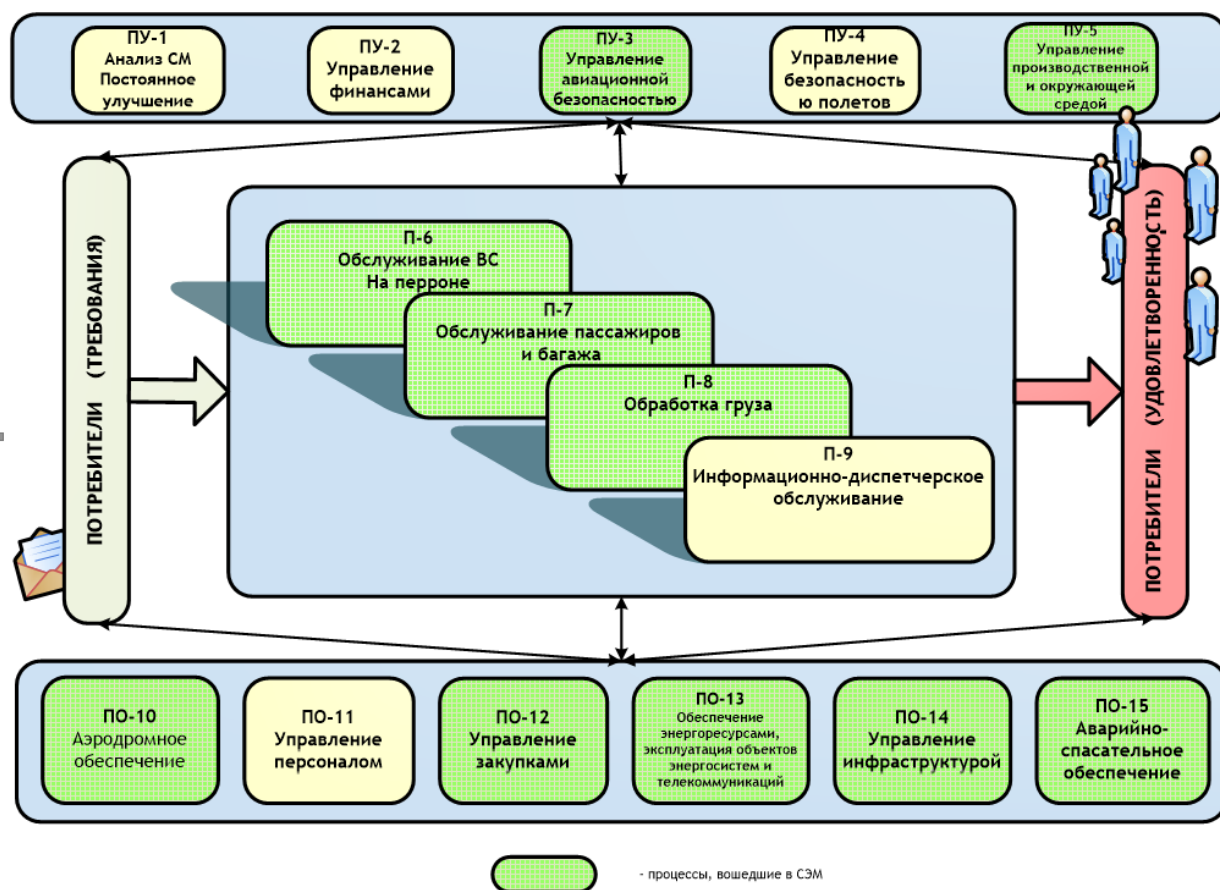 ПУ-1
Анализ СМ
Постоянное
улучшение
ПУ-2
Управление
финансами
ПУ-3
Управление
авиационной
безопасностью
ПУ-4
Управление
безопасность
ю полетов
ПУ-5
Управление
производственной
и окружающей
средой
ПОТРЕБИТЕЛИ (ТРЕБОВАНИЯ)
П-6
Обслуживание ВС
На перроне
П-7
Обслуживание пассажиров
и багажа
П-8
Обработка груза
П-9
Информационно-диспетчерское
обслуживание
ПОТРЕБИТЕЛИ (УДОВЛЕТВОРЕННОСТЬ)
ПО-10
Аэродромное
обеспечение
ПО-11
Управление
персоналом
ПО-12
Управление
закупками
ПО-13
Обеспечение
энергоресурсами,
эксплуатация объектов
энергосистем и
телекоммуникаций
ПО-14
Управление
инфраструктурой
ПО-15
Аварийно-
спасательное
обеспечение
- процессы, вошедшие в СЭМ